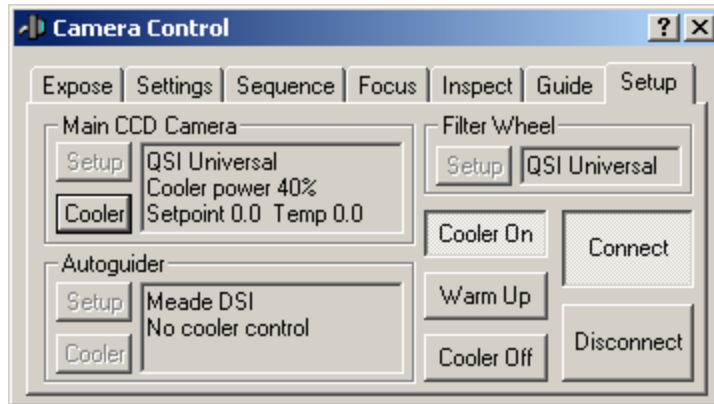 Camera Control
? X
Expose Settings Sequence Focus Inspect Guide Setup
Main CCD Camera
Setup
QSI Universal
Cooler power 40%
Setpoint 0.0 Temp 0.0
Cooler
Filter Wheel
Setup
QSI Universal
Autoguider
Setup
Meade DSI
No cooler control
Cooler
Cooler On
Warm Up
Cooler Off
Connect
Disconnect